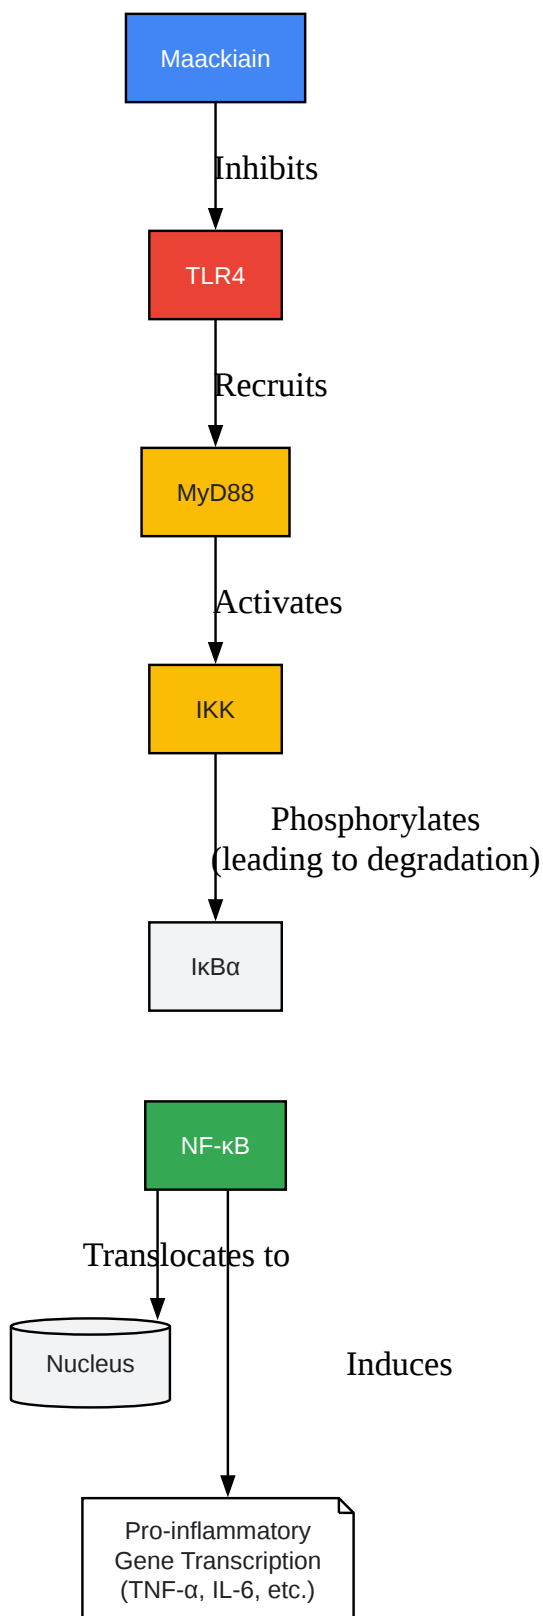 Maackiain
Inhibits
TLR4
Recruits
MyD88
Activates
IKK
Phosphorylates
(leading to degradation)
IκBα
NF-κB
Translocates to
Nucleus
Induces
Pro-inflammatory
Gene Transcription
(TNF-α, IL-6, etc.)